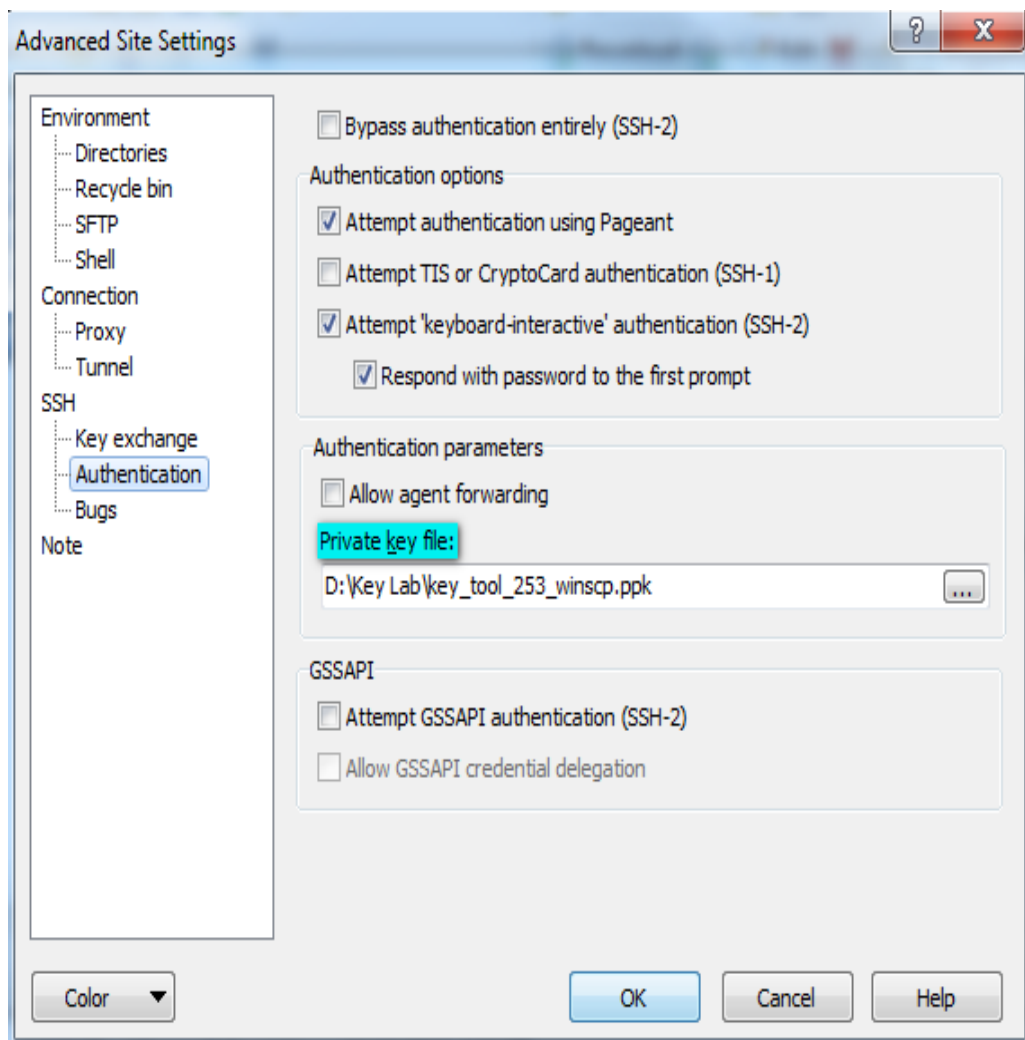 Advanced Site Settings
?
X
Environment
Directories
Recycle bin
SFTP
Shell
Connection
Proxy
Tunnel
SSH
Key exchange
Authentication
Bugs
Note
Bypass authentication entirely (SSH-2)
Authentication options
Attempt authentication using Pageant
Attempt TIS or CryptoCard authentication (SSH-1)
Attempt 'keyboard-interactive' authentication (SSH-2)
Respond with password to the first prompt
Authentication parameters
Allow agent forwarding
Private key file:
D:\Key Lab\key_tool_253_winscp.ppk
...
GSSAPI
Attempt GSSAPI authentication (SSH-2)
Allow GSSAPI credential delegation
Color
OK
Cancel
Help